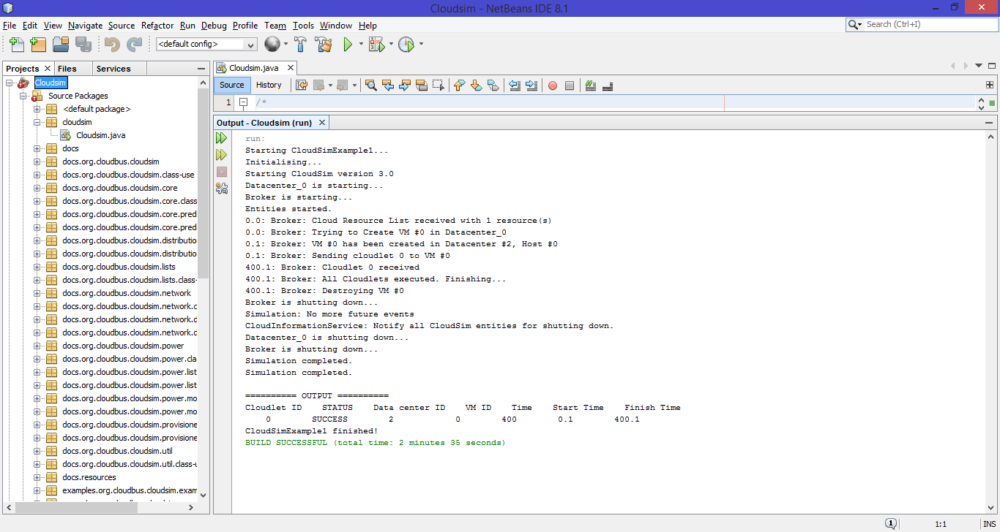 Cloudsim - NetBeans IDE 8.1
File Edit View Navigate Source Refactor Run Debug Profile Team Tools Window Help
Search (Ctrl+I)
<default config>
Projects Files Services
Cloudsim
Source Packages
<default package>
cloudsim
Cloudsim.java
docs
docs.org.cloudbus.cloudsim
docs.org.cloudbus.cloudsim.class-use
docs.org.cloudbus.cloudsim.core
docs.org.cloudbus.cloudsim.core.class
docs.org.cloudbus.cloudsim.core.pred
docs.org.cloudbus.cloudsim.core.pred
docs.org.cloudbus.cloudsim.distributio
docs.org.cloudbus.cloudsim.distributio
docs.org.cloudbus.cloudsim.lists
docs.org.cloudbus.cloudsim.lists.class-
docs.org.cloudbus.cloudsim.network
docs.org.cloudbus.cloudsim.network.c
docs.org.cloudbus.cloudsim.network.d
docs.org.cloudbus.cloudsim.network.d
docs.org.cloudbus.cloudsim.power
docs.org.cloudbus.cloudsim.power.cla
docs.org.cloudbus.cloudsim.power.list
docs.org.cloudbus.cloudsim.power.list
docs.org.cloudbus.cloudsim.power.mo
docs.org.cloudbus.cloudsim.power.mo
docs.org.cloudbus.cloudsim.provisione
docs.org.cloudbus.cloudsim.provisione
docs.org.cloudbus.cloudsim.util
docs.org.cloudbus.cloudsim.util.class-u
docs.resources
examples.org.cloudbus.cloudsim.exam
Cloudsim.java
Source History
1 /*
Output - Cloudsim (run)
run:
Starting CloudSimExample1...
Initialising...
Starting CloudSim version 3.0
Datacenter_0 is starting...
Broker is starting...
Entities started.
0.0: Broker: Cloud Resource List received with 1 resource(s)
0.0: Broker: Trying to Create VM #0 in Datacenter_0
0.1: Broker: VM #0 has been created in Datacenter #2, Host #0
0.1: Broker: Sending cloudlet 0 to VM #0
400.1: Broker: Cloudlet 0 received
400.1: Broker: All Cloudlets executed. Finishing...
400.1: Broker: Destroying VM #0
Broker is shutting down...
Simulation: No more future events
CloudInformationService: Notify all CloudSim entities for shutting down.
Datacenter_0 is shutting down...
Broker is shutting down...
Simulation completed.
Simulation completed.
========== OUTPUT ==========
Cloudlet ID    STATUS    Data center ID    VM ID    Time    Start Time    Finish Time
0    SUCCESS    2    0    400    0.1    400.1
CloudSimExample1 finished!
BUILD SUCCESSFUL (total time: 2 minutes 35 seconds)
1
1:1
INS